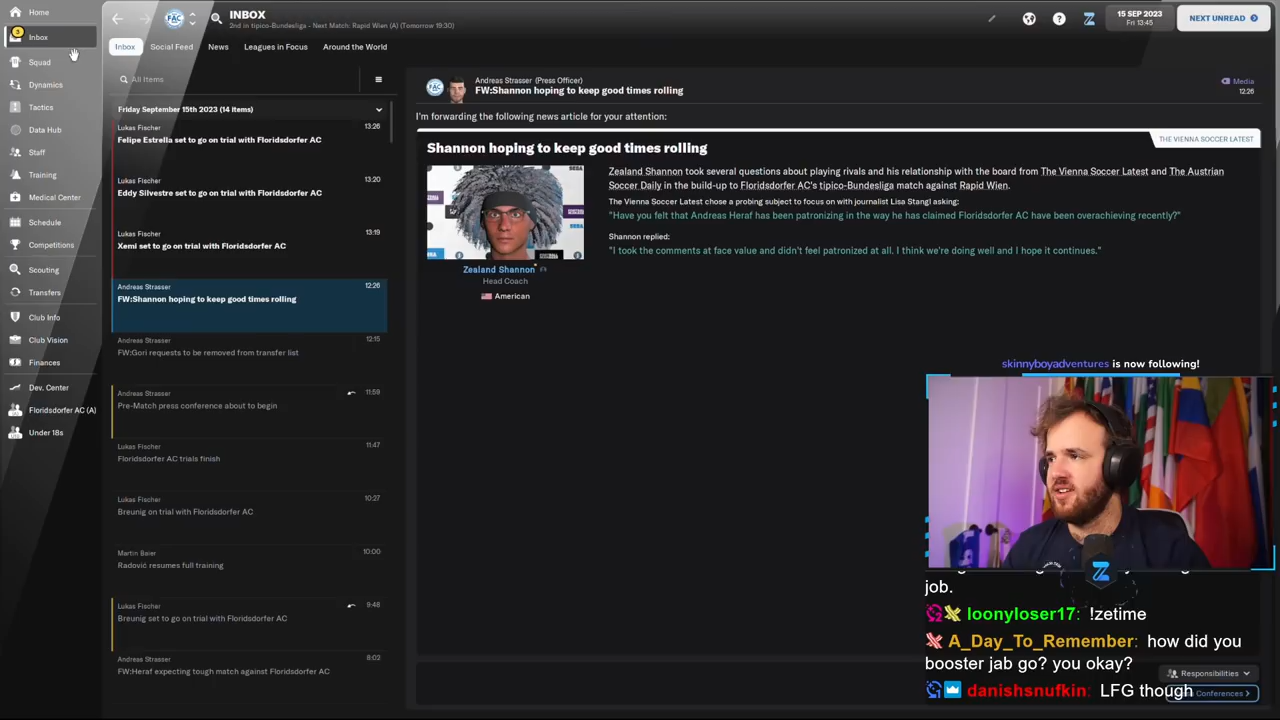 Home
3
Inbox
Squad
Dynamics
Tactics
Data Hub
Staff
Training
Medical Center
Schedule
Competitions
Scouting
Transfers
Club Info
Club Vision
Finances
Dev. Center
Floridsdorfer AC (A)
Under 18s
FAC
INBOX
2nd in tipico-Bundesliga - Next Match: Rapid Wien (A) (Tomorrow 19:30)
15 SEP 2023
Fri 13:45
NEXT UNREAD
Inbox
Social Feed
News
Leagues in Focus
Around the World
All Items
Friday September 15th 2023 (14 items)
Lukas Fischer 13:26
Felipe Estrella set to go on trial with Floridsdorfer AC
Lukas Fischer 13:20
Eddy Silvestre set to go on trial with Floridsdorfer AC
Lukas Fischer 13:19
Xemi set to go on trial with Floridsdorfer AC
Andreas Strasser 12:26
FW:Shannon hoping to keep good times rolling
Andreas Strasser 12:15
FW:Gori requests to be removed from transfer list
Andreas Strasser 11:59
Pre-Match press conference about to begin
Lukas Fischer 11:47
Floridsdorfer AC trials finish
Lukas Fischer 10:27
Breunig on trial with Floridsdorfer AC
Martin Baier 10:00
Radović resumes full training
Lukas Fischer 9:48
Breunig set to go on trial with Floridsdorfer AC
Andreas Strasser 8:02
FW:Heraf expecting tough match against Floridsdorfer AC
FAC
Andreas Strasser (Press Officer)
FW:Shannon hoping to keep good times rolling
Media
12:26
I'm forwarding the following news article for your attention:
THE VIENNA SOCCER LATEST
Shannon hoping to keep good times rolling
Zealand Shannon took several questions about playing rivals and his relationship with the board from The Vienna Soccer Latest and The Austrian
Soccer Daily in the build-up to Floridsdorfer AC's tipico-Bundesliga match against Rapid Wien.
The Vienna Soccer Latest chose a probing subject to focus on with journalist Lisa Stangl asking:
"Have you felt that Andreas Heraf has been patronizing in the way he has claimed Floridsdorfer AC have been overachieving recently?"
Shannon replied:
"I took the comments at face value and didn't feel patronized at all. I think we're doing well and I hope it continues."
Zealand Shannon
Head Coach
American
skinnyboyadventures is now following!
job.
loonyloser17: !zetime
A_Day_To_Remember: how did you
booster jab go? you okay?
danishsnufkin: LFG though
Responsibilities
Conferences